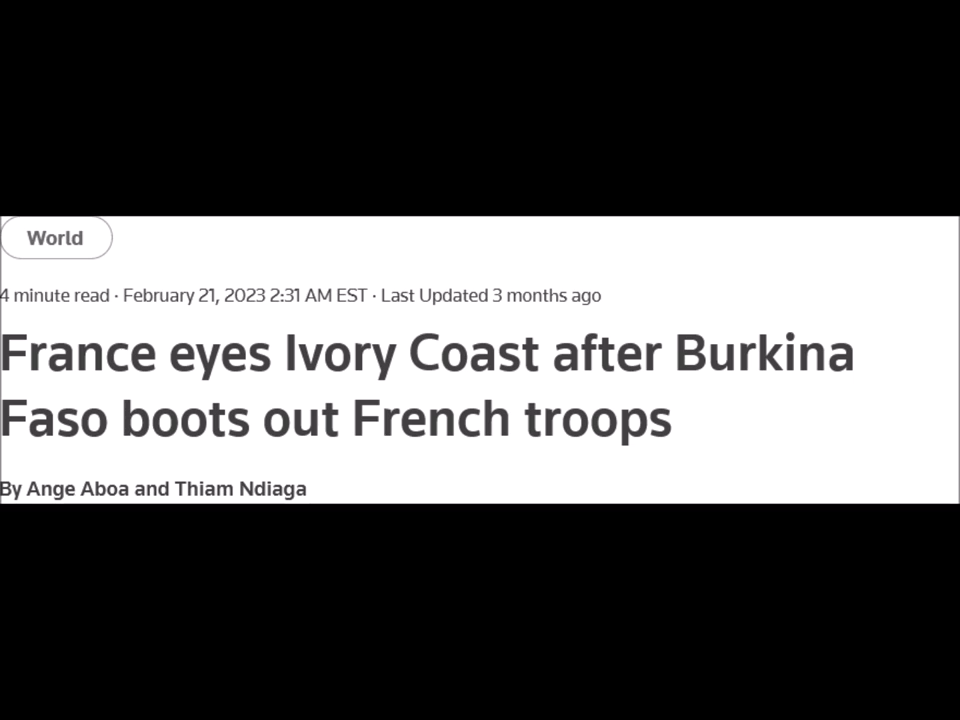 World
4 minute read · February 21, 2023 2:31 AM EST · Last Updated 3 months ago
France eyes Ivory Coast after Burkina
Faso boots out French troops
By Ange Aboa and Thiam Ndiaga